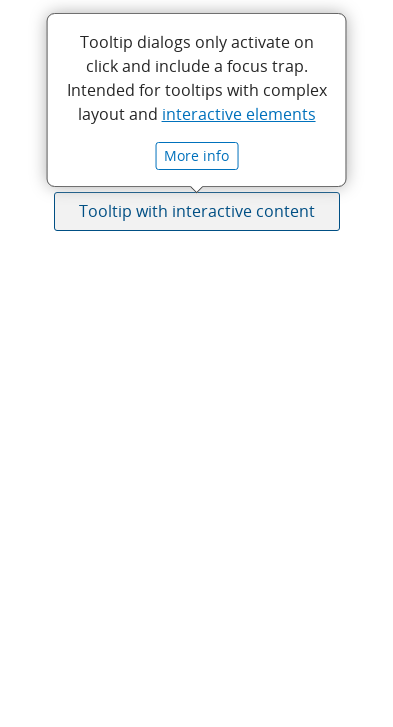 Tooltip dialogs only activate on
click and include a focus trap.
Intended for tooltips with complex
layout and interactive elements
More info
Tooltip with interactive content